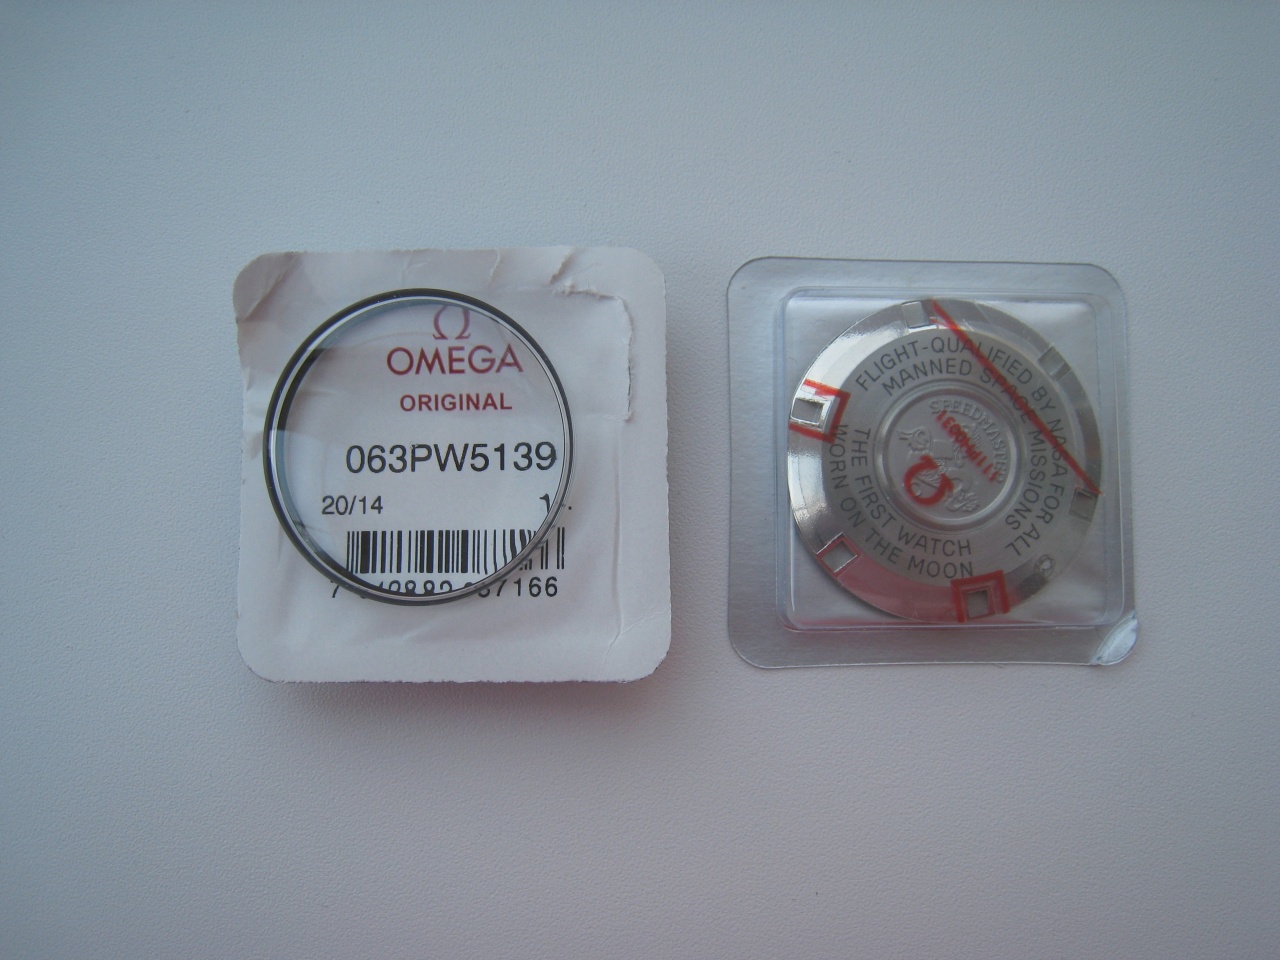 Ω
OMEGA
ORIGINAL
063PW5139
20/14
166
FLIGHT-QUALIFIED BY NASA FOR ALL
MANNED SPACE MISSIONS
THE FIRST WATCH
WORN ON THE MOON
SPEEDMASTER
Ω